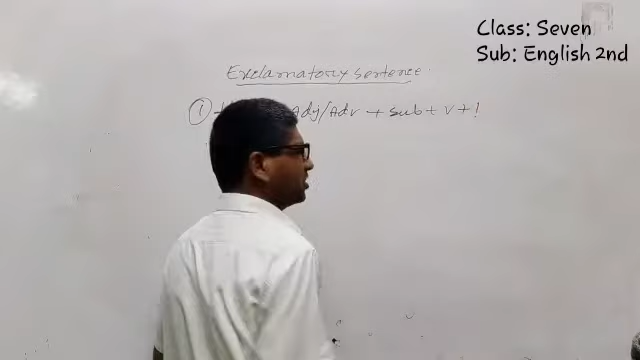 Class: Seven
Sub: English 2nd
Exclamatory sentence.
① Adj/Adv + sub + v + !